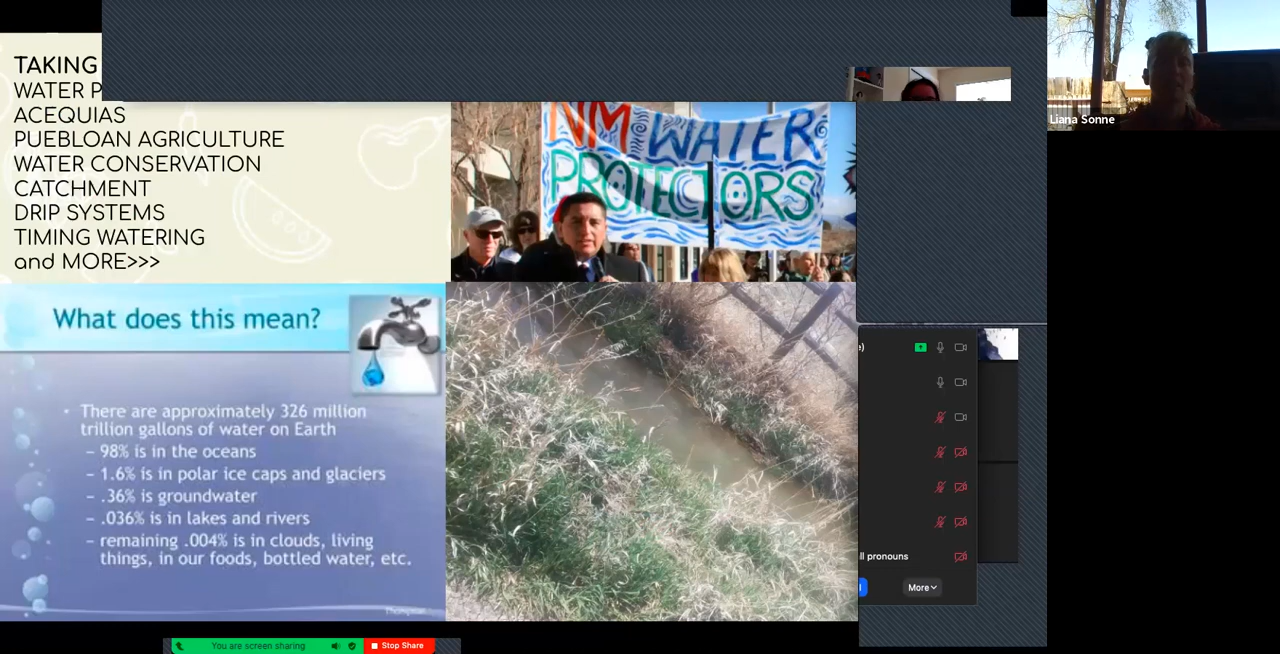 TAKING
WATER P
ACEQUIAS
PUEBLOAN AGRICULTURE
WATER CONSERVATION
CATCHMENT
DRIP SYSTEMS
TIMING WATERING
and MORE>>>
NM WATER
PROTECTORS
What does this mean?
• There are approximately 326 million
trillion gallons of water on Earth
– 98% is in the oceans
– 1.6% is in polar ice caps and glaciers
– .36% is groundwater
– .036% is in lakes and rivers
– remaining .004% is in clouds, living
things, in our foods, bottled water, etc.
Liana Sonne
e)
ll pronouns
More
You are screen sharing
Stop Share